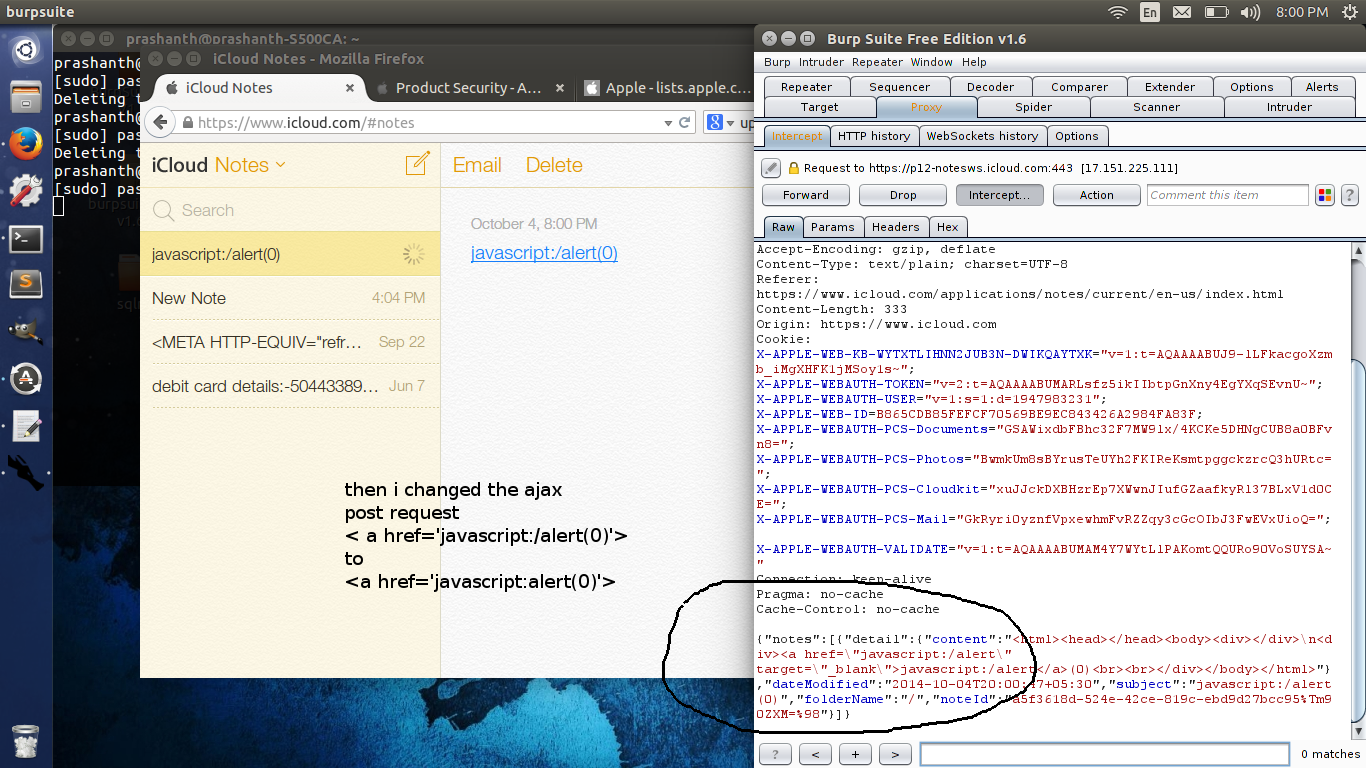 burpsuite
En
8:00 PM
prashanth@prashanth-S500CA: ~
prashanth@
[sudo] pas
Deleting t
prashanth@
[sudo] pas
Deleting t
prashanth@
[sudo] pas
iCloud Notes - Mozilla Firefox
iCloud Notes
Product Security - A...
Apple - lists.apple.c...
https://www.icloud.com/#notes
iCloud Notes
Search
javascript:/alert(0)
New Note 4:04 PM
<META HTTP-EQUIV="refr... Sep 22
debit card details:-50443389... Jun 7
Email Delete
October 4, 8:00 PM
javascript:/alert(0)
then i changed the ajax
post request
< a href='javascript:/alert(0)'>
to
<a href='javascript:alert(0)'>
Burp Suite Free Edition v1.6
Burp Intruder Repeater Window Help
Repeater Sequencer Decoder Comparer Extender Options Alerts
Target Proxy Spider Scanner Intruder
Intercept HTTP history WebSockets history Options
Request to https://p12-notesws.icloud.com:443 [17.151.225.111]
Forward Drop Intercept... Action Comment this item ?
Raw Params Headers Hex
Accept-Encoding: gzip, deflate
Content-Type: text/plain; charset=UTF-8
Referer:
https://www.icloud.com/applications/notes/current/en-us/index.html
Content-Length: 333
Origin: https://www.icloud.com
Cookie:
X-APPLE-WEB-KB-WYTXTLIHNN2JUB3N-DWIKQAYTXK="v=1:t=
X-APPLE-WEBAUTH-TOKEN="v=2:t=
X-APPLE-WEBAUTH-USER="v=1:s=1:d=1947983231";
X-APPLE-WEB-ID=
X-APPLE-WEBAUTH-PCS-Documents=
X-APPLE-WEBAUTH-PCS-Photos=
X-APPLE-WEBAUTH-PCS-Cloudkit=
X-APPLE-WEBAUTH-PCS-Mail=
X-APPLE-WEBAUTH-VALIDATE="v=1:t=
"
Connection: keep-alive
Pragma: no-cache
Cache-Control: no-cache
{"notes":[{"detail":{"content":"<html><head></head><body><div></div>\n<d
iv><a href=\"javascript:/alert\"
target=\"_blank\">javascript:/alert</a>(0)<br><br></div></body></html>"}
,"dateModified":"2014-10-04T20:00:47+05:30","subject":"javascript:/alert
(0)","folderName":"/","noteId":"a5f3618d-524e-42ce-819c-ebd9d27bcc95%Tm9
0ZXM=%98"}]}
? < + > 0 matches